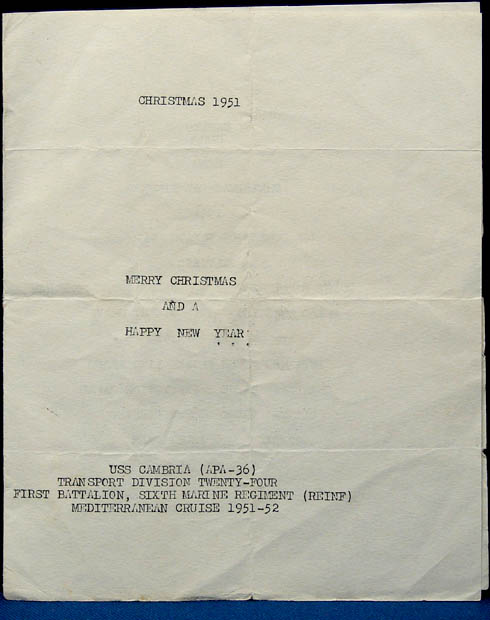 CHRISTMAS 1951
MERRY CHRISTMAS
AND A
HAPPY NEW YEAR
USS CAMBRIA (APA-36)
TRANSPORT DIVISION TWENTY-FOUR
FIRST BATTALION, SIXTH MARINE REGIMENT (REINF)
MEDITERRANEAN CRUISE 1951-52